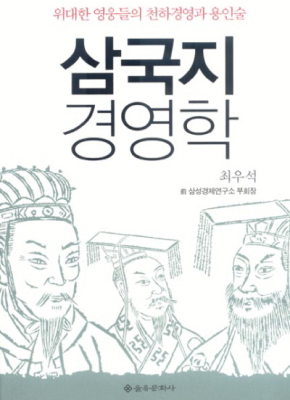 위대한 영웅들의 천하경영과 용인술
삼국지
경영학
최우석
前 삼성경제연구소 부회장
을유문화사